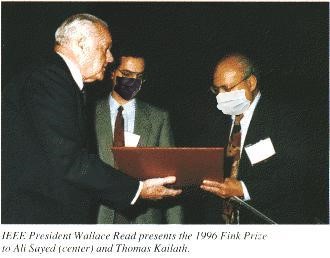 IEEE President Wallace Read presents the 1996 Fink Prize
to Ali Sayed (center) and Thomas Kailath.